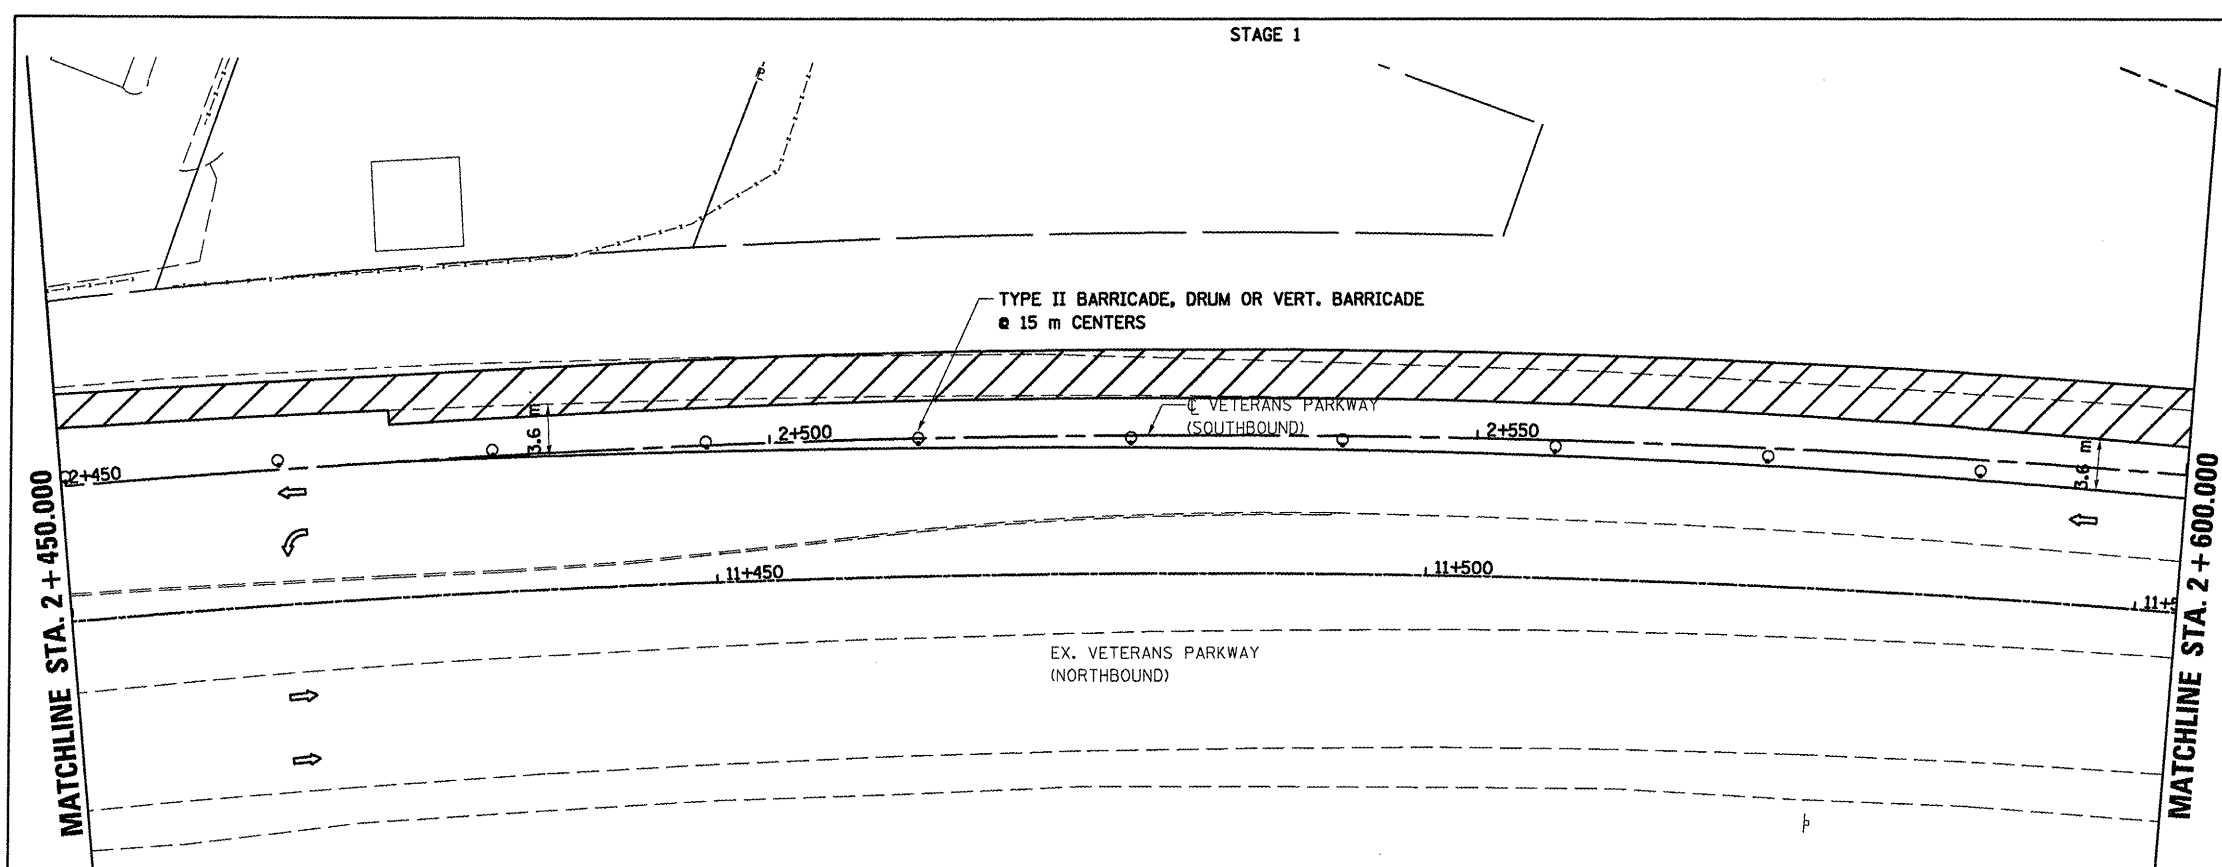 STAGE 1
TYPE II BARRICADE, DRUM OR VERT. BARRICADE
@ 15 m CENTERS
℄ VETERANS PARKWAY
(SOUTHBOUND)
3.6 m
2+500
2+550
2+450
3.6 m
11+450
11+500
EX. VETERANS PARKWAY
(NORTHBOUND)
MATCHLINE STA. 2+450.000
MATCHLINE STA. 2+600.000